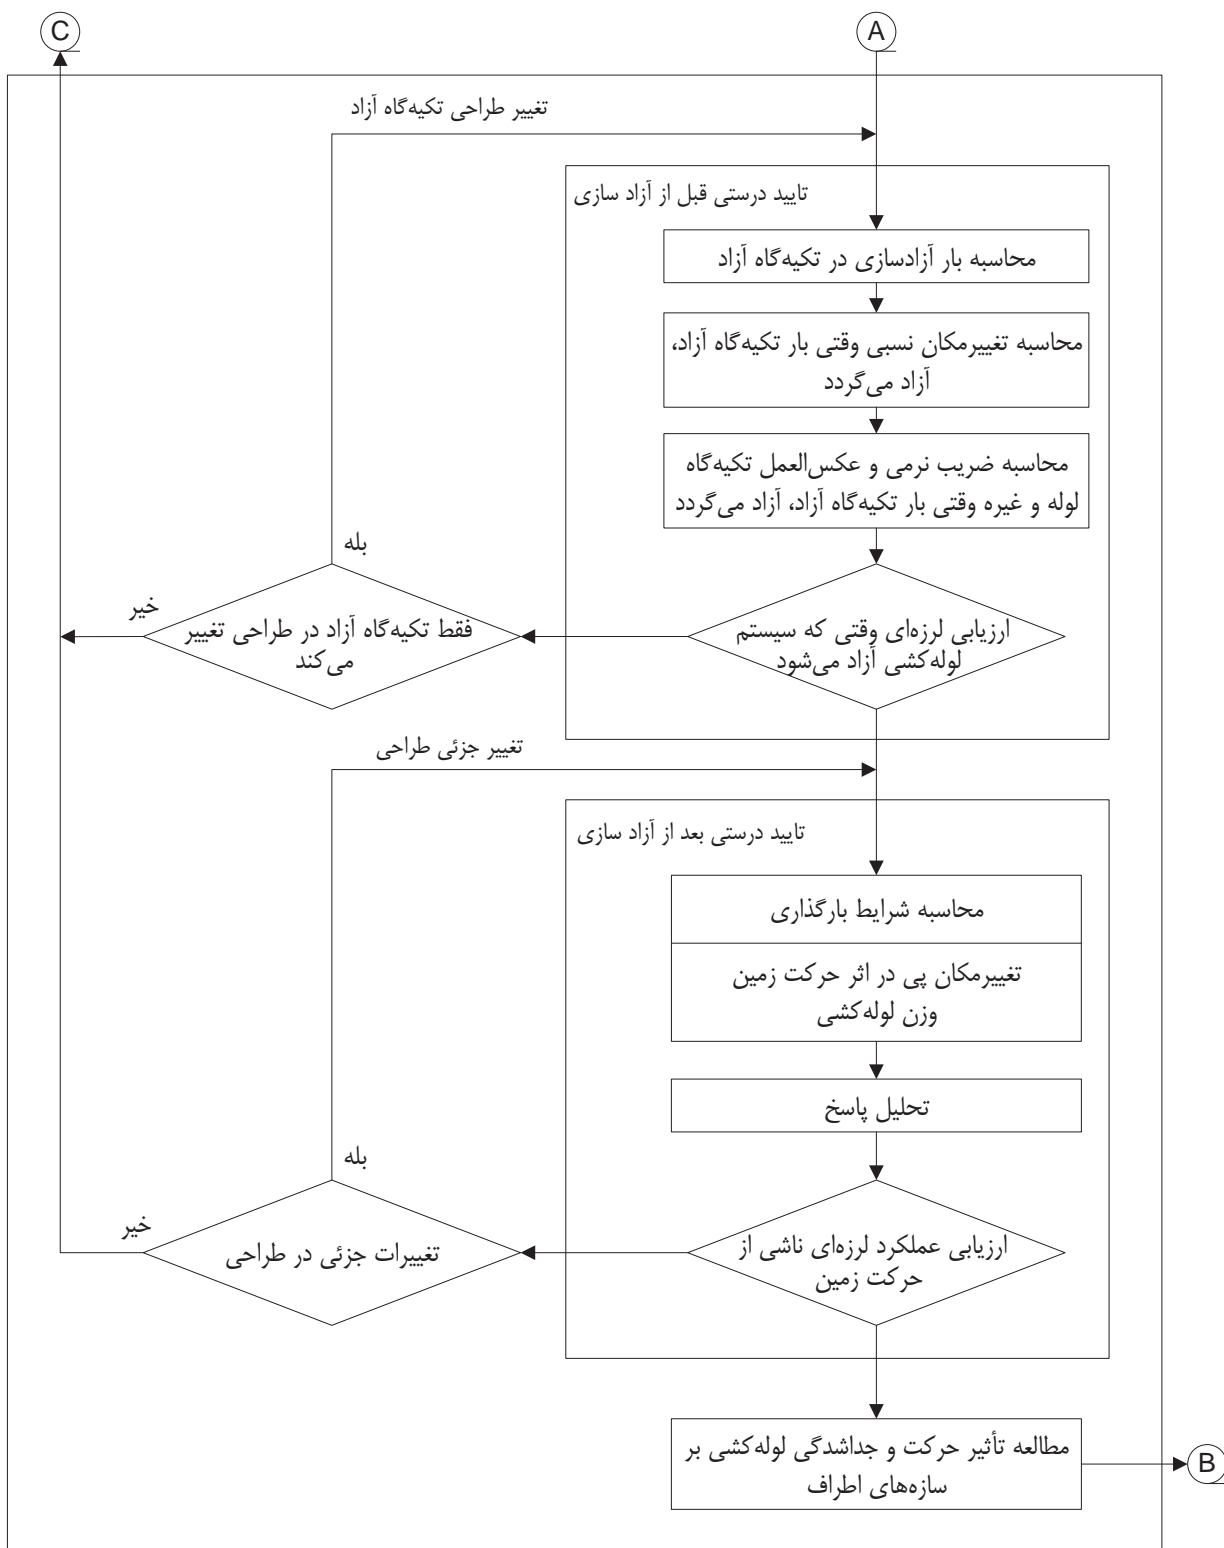 C
A
تغییر طراحی تکیه‌گاه آزاد
تایید درستی قبل از آزاد سازی
محاسبه بار آزادسازی در تکیه‌گاه آزاد
محاسبه تغییرمکان نسبی وقتی بار تکیه‌گاه آزاد،
آزاد می‌گردد
محاسبه ضریب نرمی و عکس‌العمل تکیه‌گاه
لوله و غیره وقتی بار تکیه‌گاه آزاد، آزاد می‌گردد
بله
خیر
ارزیابی لرزه‌ای وقتی که سیستم
لوله‌کشی آزاد می‌شود
فقط تکیه‌گاه آزاد در طراحی تغییر
می‌کند
تغییر جزئی طراحی
تایید درستی بعد از آزاد سازی
محاسبه شرایط بارگذاری
تغییرمکان پی در اثر حرکت زمین
وزن لوله‌کشی
تحلیل پاسخ
بله
خیر
ارزیابی عملکرد لرزه‌ای ناشی از
حرکت زمین
تغییرات جزئی در طراحی
مطالعه تأثیر حرکت و جداشدگی لوله‌کشی بر
سازه‌های اطراف
B